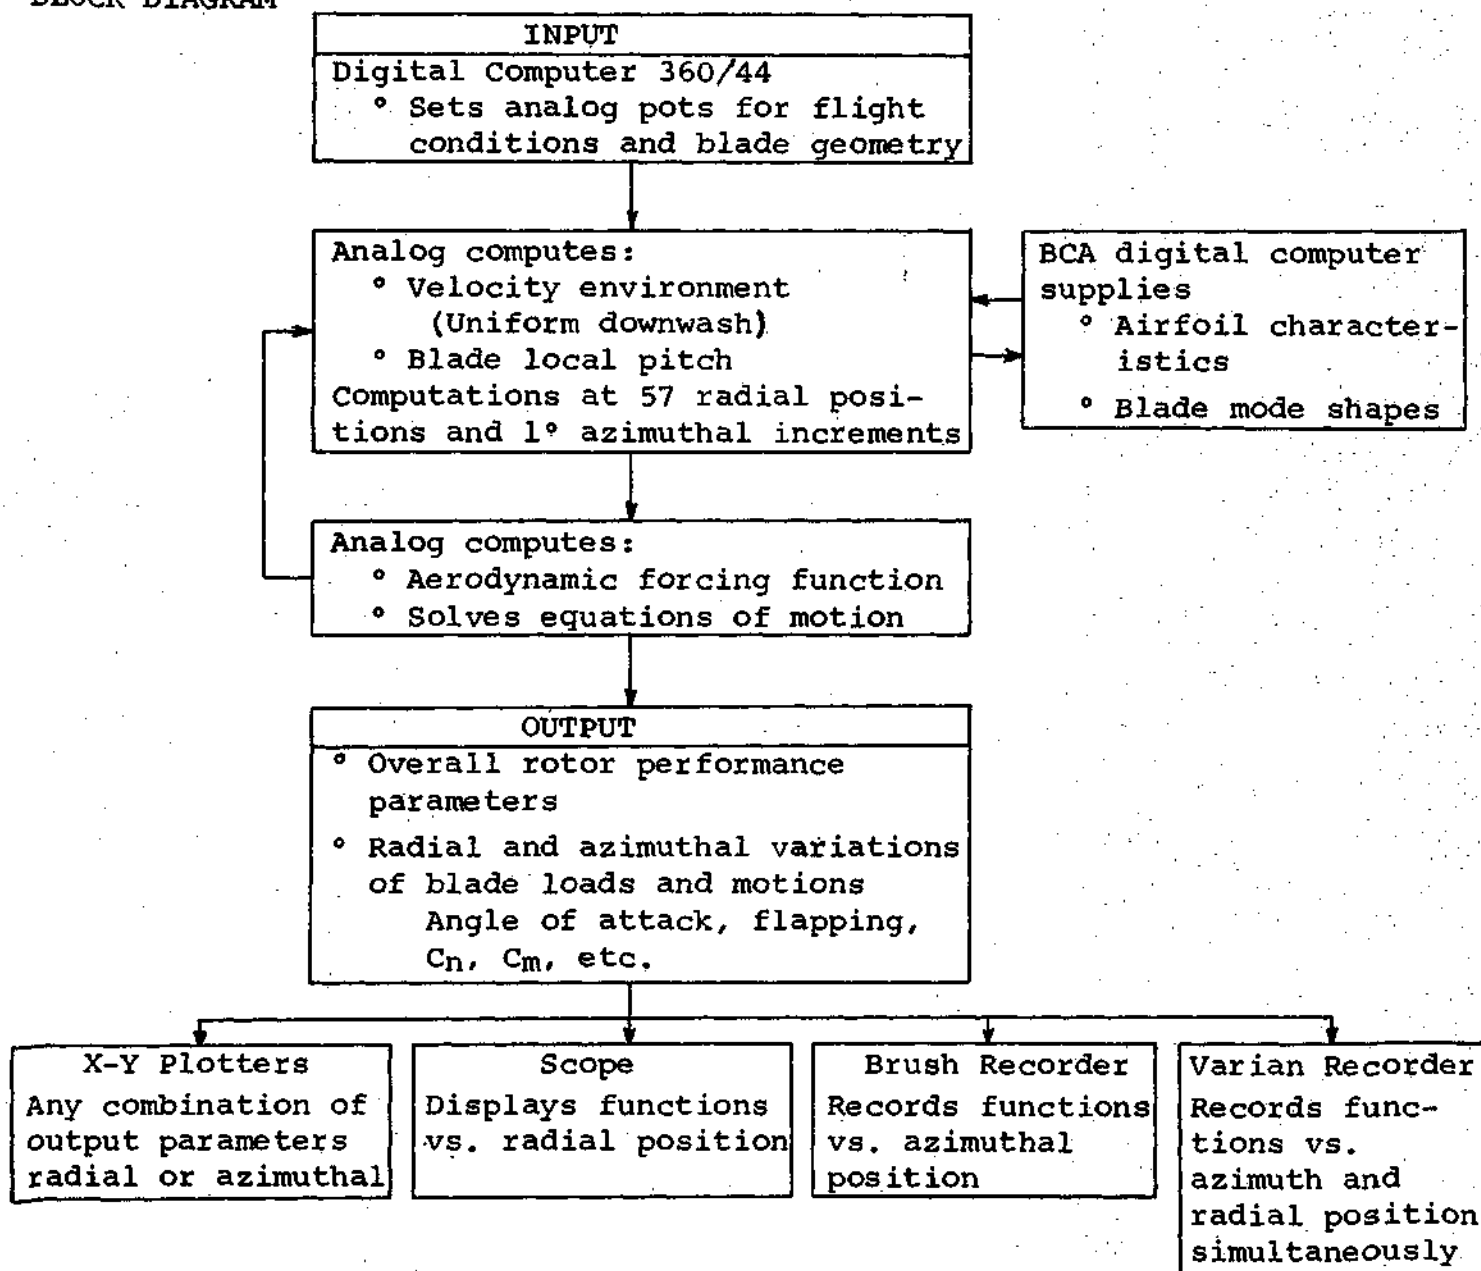 BLOCK DIAGRAM
INPUT
Digital Computer 360/44
° Sets analog pots for flight
conditions and blade geometry
Analog computes:
° Velocity environment
(Uniform downwash)
° Blade local pitch
Computations at 57 radial posi-
tions and 1° azimuthal increments
BCA digital computer
supplies
° Airfoil character-
istics
° Blade mode shapes
Analog computes:
° Aerodynamic forcing function
° Solves equations of motion
OUTPUT
° Overall rotor performance
parameters
° Radial and azimuthal variations
of blade loads and motions
Angle of attack, flapping,
Cn, Cm, etc.
X-Y Plotters
Any combination of
output parameters
radial or azimuthal
Scope
Displays functions
vs. radial position
Brush Recorder
Records functions
vs. azimuthal
position
Varian Recorder
Records func-
tions vs.
azimuth and
radial position
simultaneously